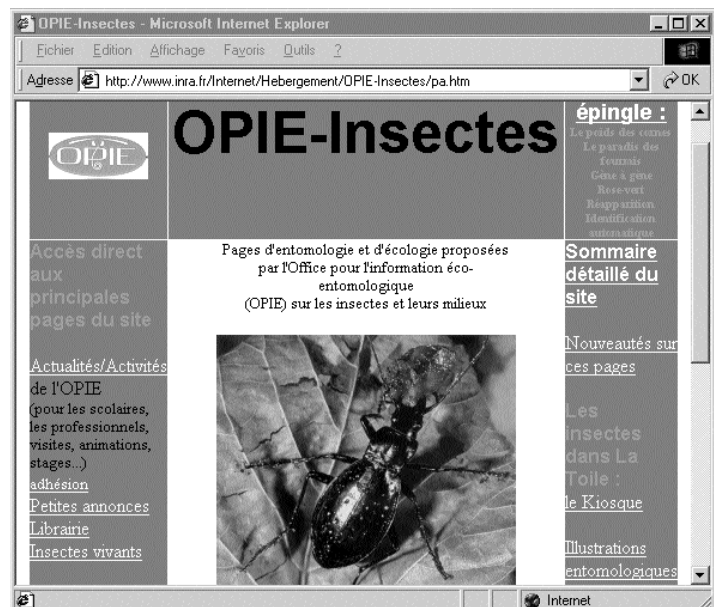 OPIE-Insectes - Microsoft Internet Explorer
Fichier Edition Affichage Favoris Outils ?
Adresse http://www.inra.fr/Internet/Hebergement/OPIE-Insectes/pa.htm OK
OPIE
OPIE-Insectes
épingle :
Le poids des cornes
Le paradis des
fourrais
Gène à gène
Rose-vert
Réapparition
Identification
automatique
Accès direct
aux
principales
pages du site
Actualités/Activités
de l'OPIE
(pour les scolaires,
les professionnels,
visites, animations,
stages...)
adhésion
Petites annonces
Librairie
Insectes vivants
Pages d'entomologie et d'écologie proposées
par l'Office pour l'information éco-
entomologique
(OPIE) sur les insectes et leurs milieux
Sommaire
détaillé du
site
Nouveautés sur
ces pages
Les
insectes
dans La
Toile :
le Kiosque
Illustrations
entomologiques
Internet